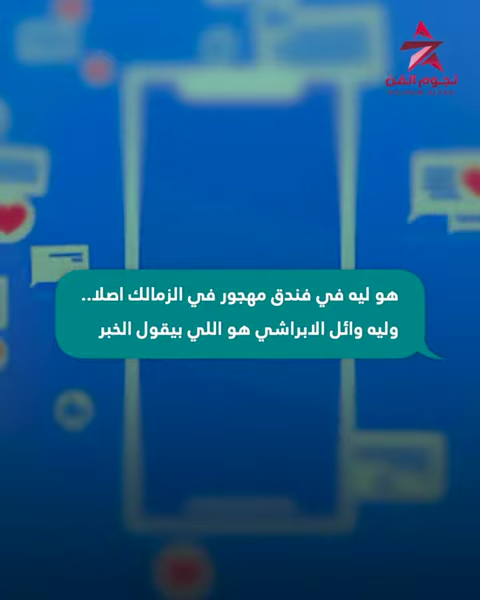 نجوم الفن
هو ليه في فندق مهجور في الزمالك اصلا..
وليه وائل الابراشي هو اللي بيقول الخبر